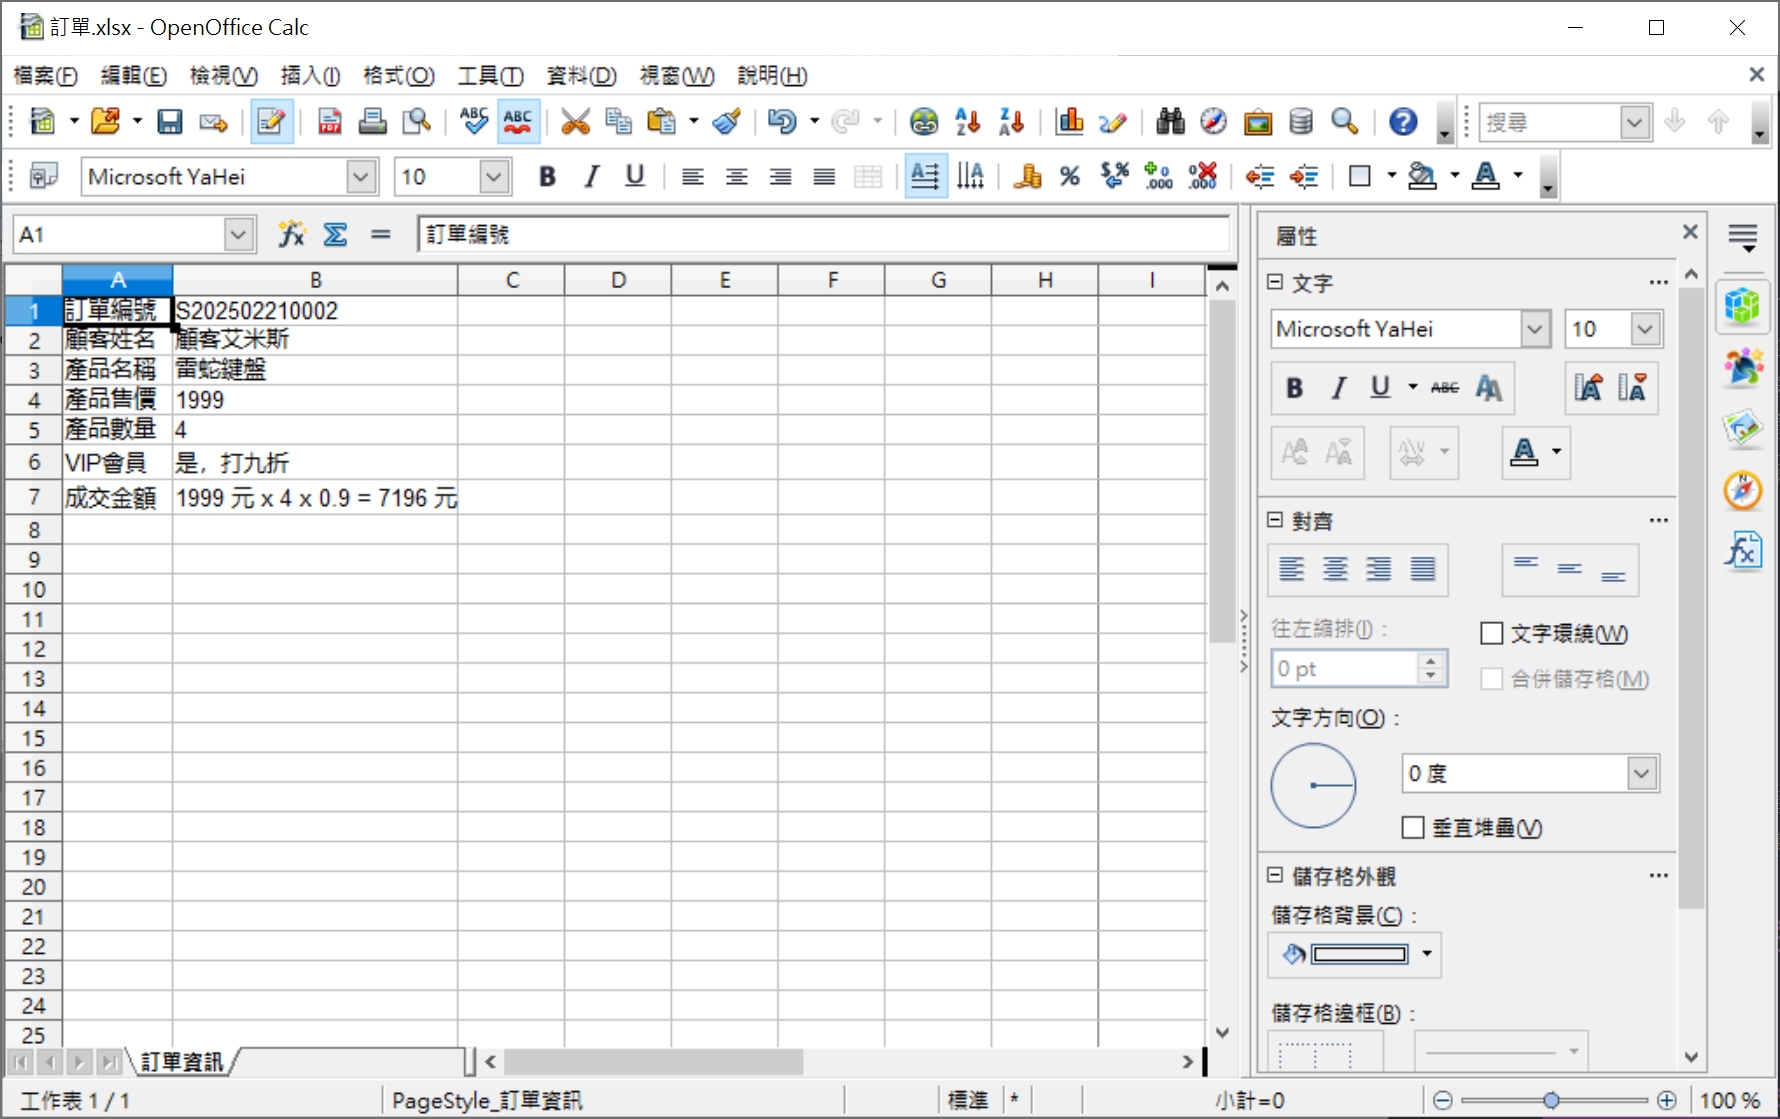 訂單.xlsx - OpenOffice Calc
檔案(F) 編輯(E) 檢視(V) 插入(I) 格式(O) 工具(T) 資料(D) 視窗(W) 說明(H)
搜尋
Microsoft YaHei 10
A1 訂單編號
屬性
A B C D E F G H I
文字
1 訂單編號 S202502210002
2 顧客姓名 顧客艾米斯
3 產品名稱 雷蛇鍵盤
4 產品售價 1999
5 產品數量 4
6 VIP會員 是，打九折
7 成交金額 1999 元 x 4 x 0.9 = 7196 元
8
9
10
11
12
13
14
15
16
17
18
19
20
21
22
23
24
25
Microsoft YaHei 10
對齊
往左縮排(I)：
文字環繞(W)
0 pt
合併儲存格(M)
文字方向(O)：
0 度
垂直堆疊(V)
儲存格外觀
儲存格背景(C)：
儲存格邊框(B)：
訂單資訊
工作表 1 / 1 PageStyle_訂單資訊 標準 * 小計=0 100 %